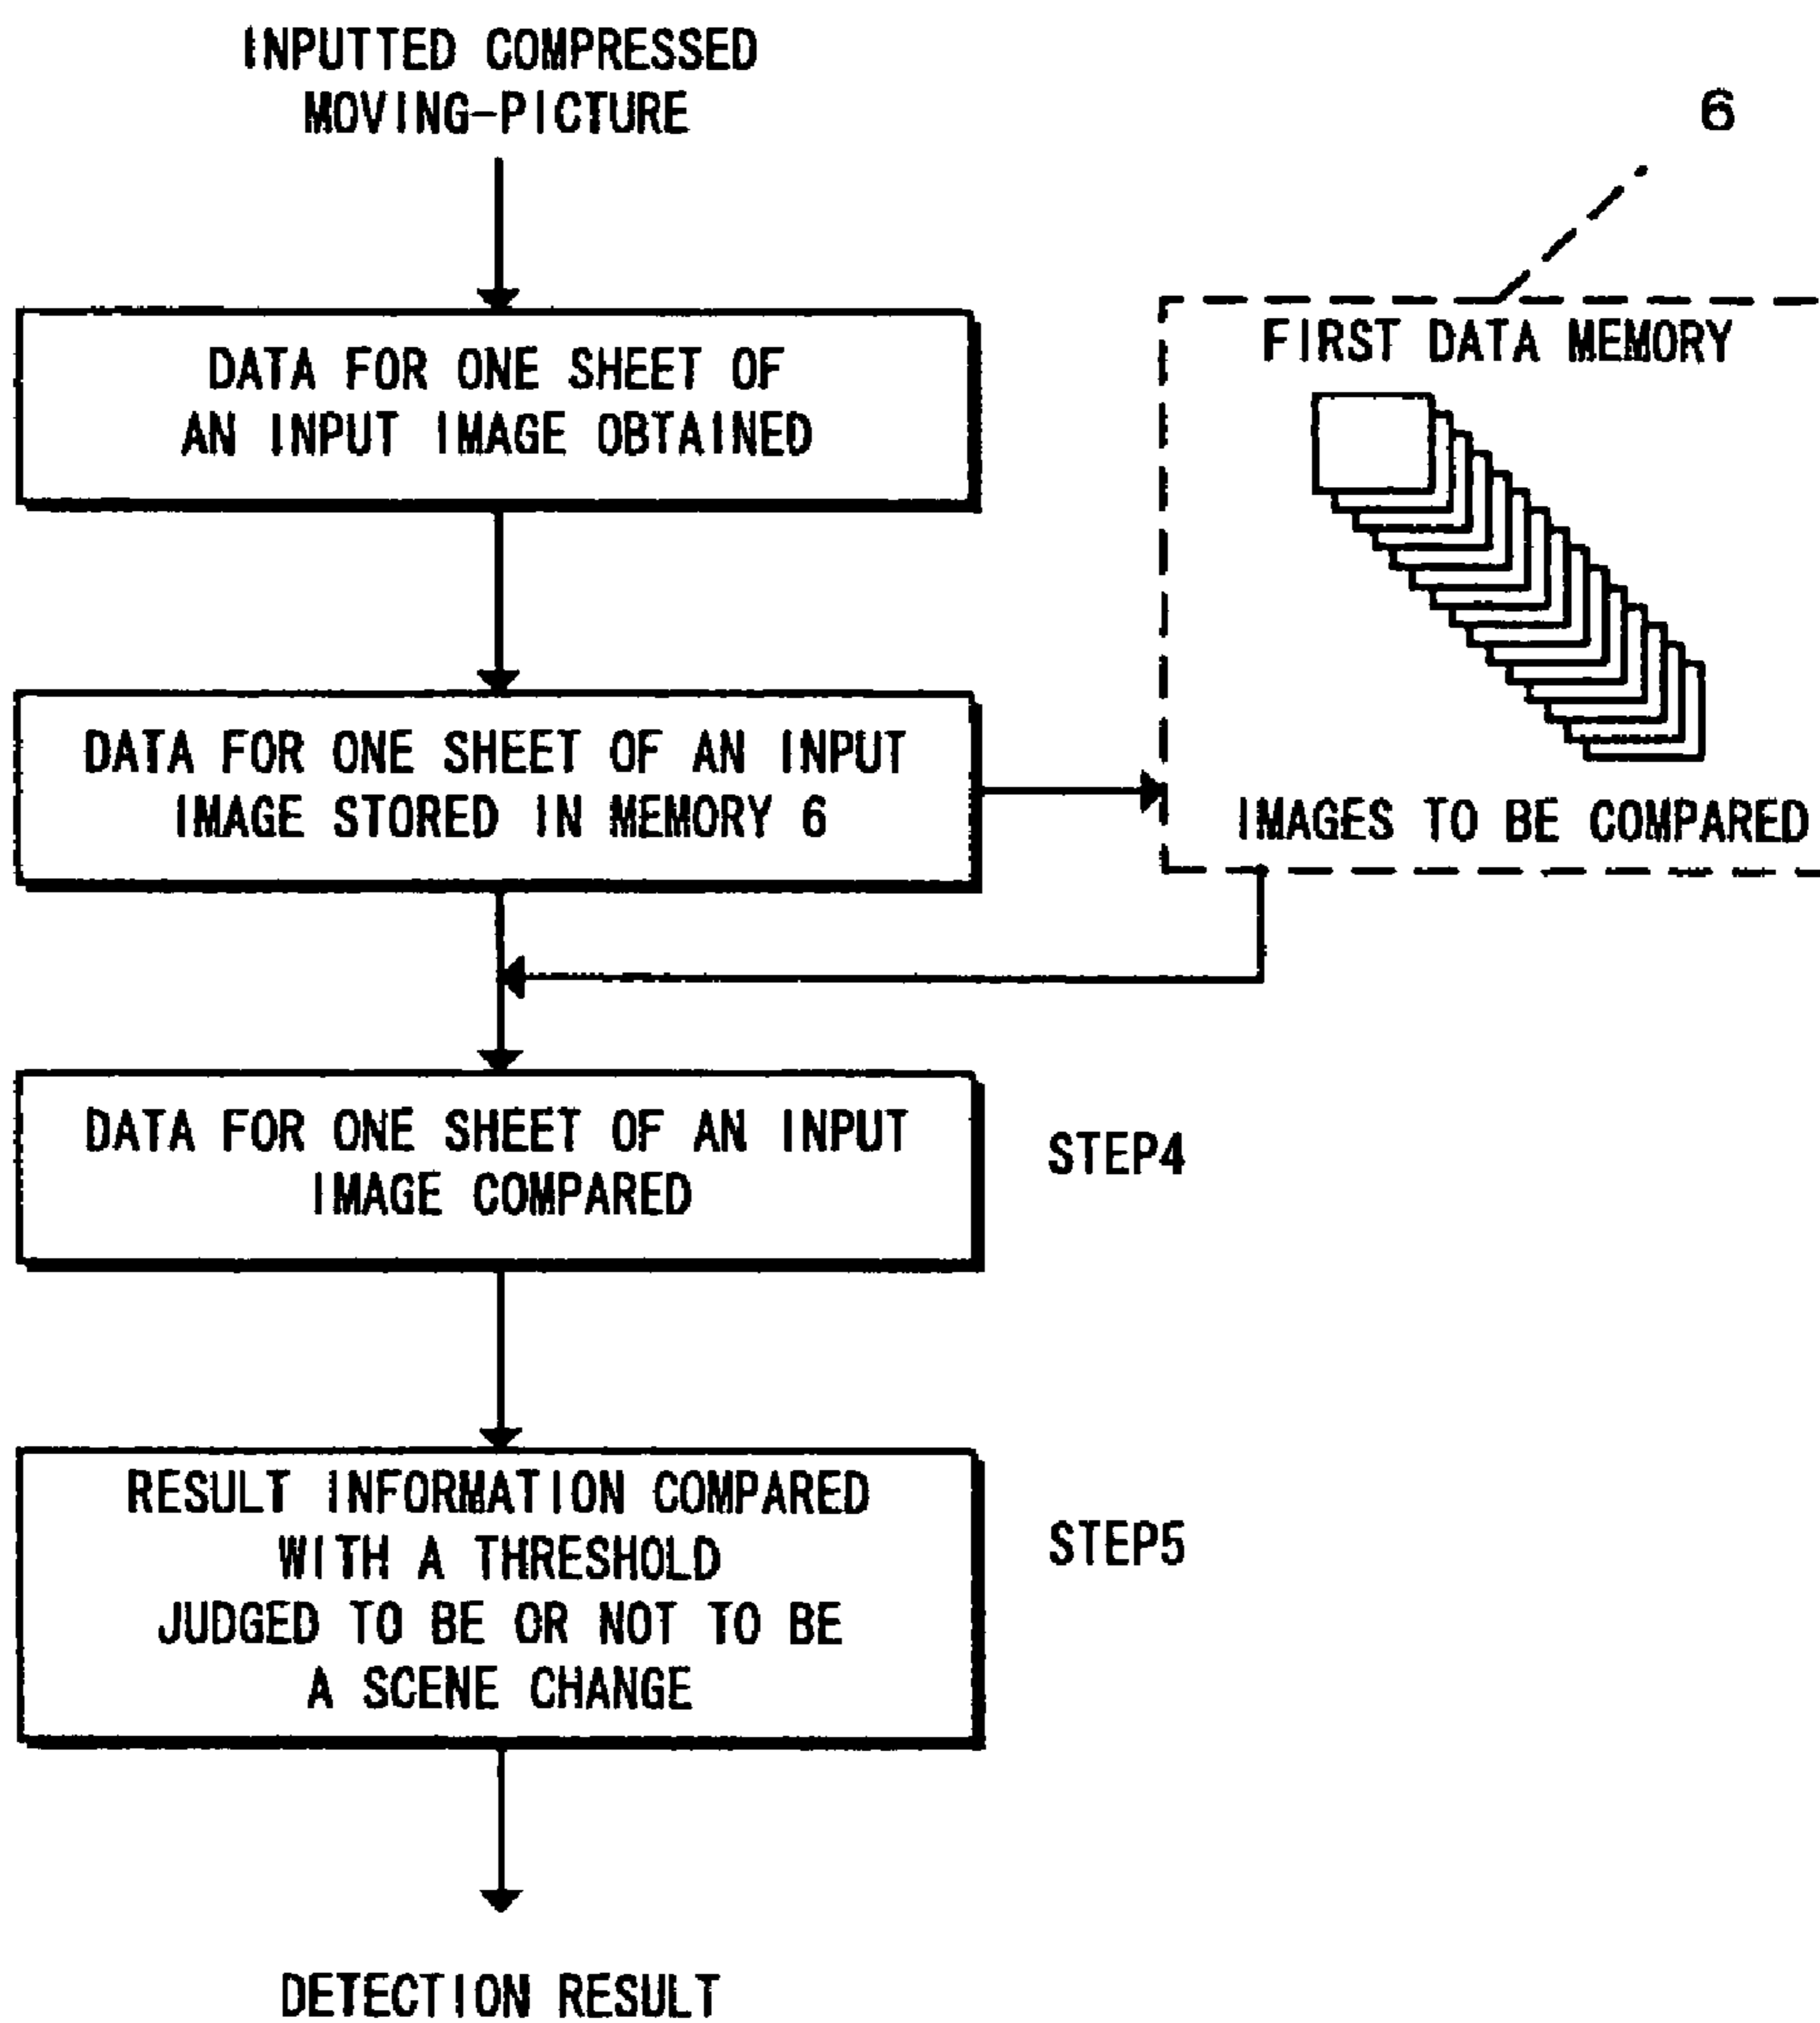 INPUTTED COMPRESSED
MOVING-PICTURE
6
DATA FOR ONE SHEET OF
AN INPUT IMAGE OBTAINED
FIRST DATA MEMORY
DATA FOR ONE SHEET OF AN INPUT
IMAGE STORED IN MEMORY 6
IMAGES TO BE COMPARED
DATA FOR ONE SHEET OF AN INPUT
IMAGE COMPARED
STEP4
RESULT INFORMATION COMPARED
WITH A THRESHOLD
JUDGED TO BE OR NOT TO BE
A SCENE CHANGE
STEP5
DETECTION RESULT